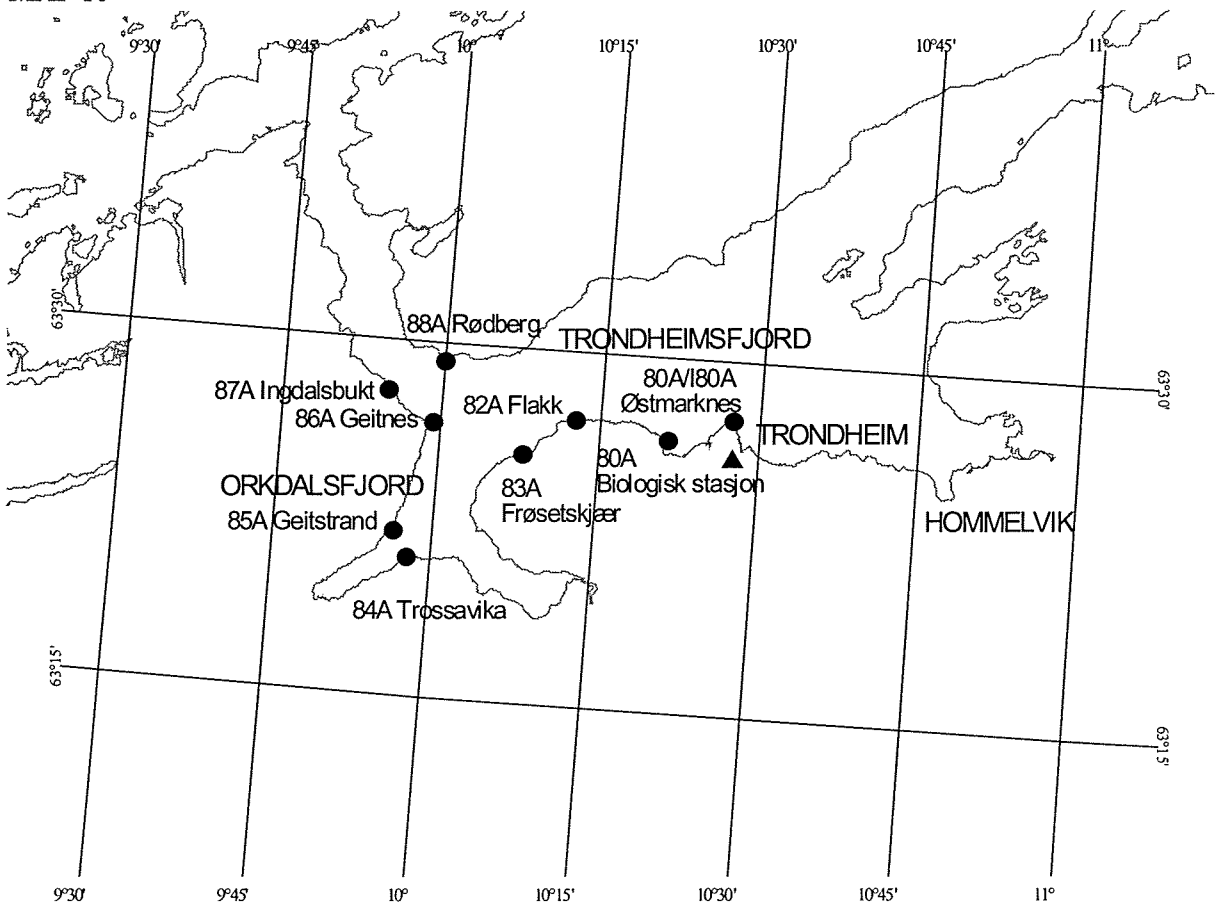 9°30'
9°45'
10°
10°15'
10°30'
10°45'
11°
63°30'
88A Rødberg
TRONDHEIMSFJORD
80A/I80A
Østmarknes
63°30'
87A Ingdalsbukt
86A Geitnes
82A Flakk
TRONDHEIM
80A
Biologisk stasjon
ORKDALSFJORD
83A
Frøsetskjær
85A Geitstrand
HOMMELVIK
84A Trossavika
63°15'
63°15'
9°30'
9°45'
10°
10°15'
10°30'
10°45'
11°